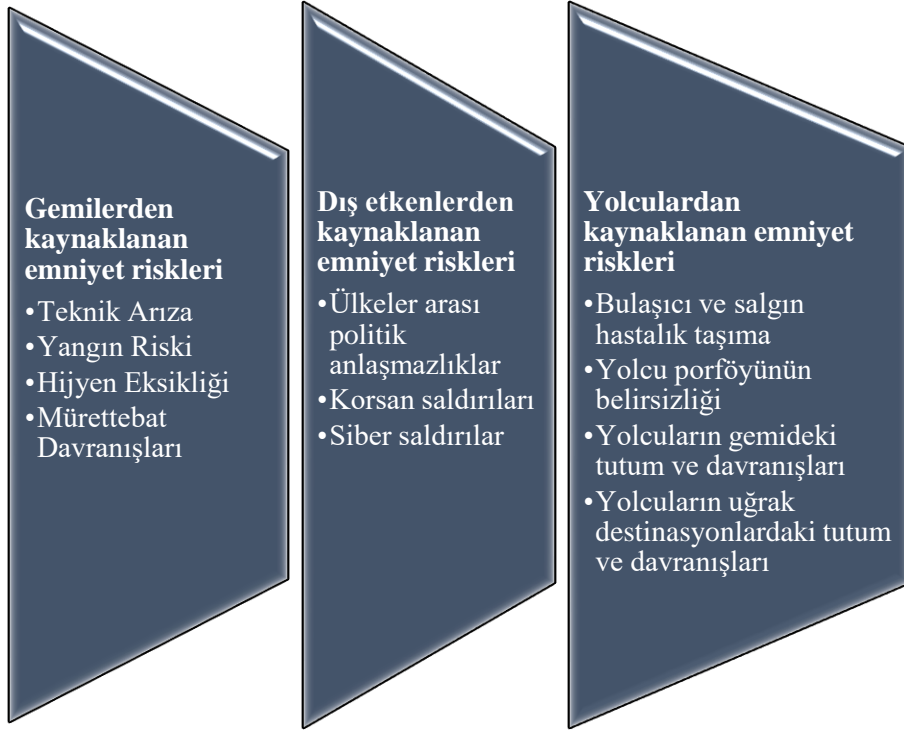 Gemilerden
kaynaklanan
emniyet riskleri
•Teknik Arıza
•Yangın Riski
•Hijyen Eksikliği
•Mürettebat
Davranışları
Dış etkenlerden
kaynaklanan
emniyet riskleri
•Ülkeler arası
politik
anlaşmazlıklar
•Korsan saldırıları
•Siber saldırılar
Yolculardan
kaynaklanan emniyet
riskleri
•Bulaşıcı ve salgın
hastalık taşıma
•Yolcu porföyünün
belirsizliği
•Yolcuların gemideki
tutum ve davranışları
•Yolcuların uğrak
destinasyonlardaki tutum
ve davranışları